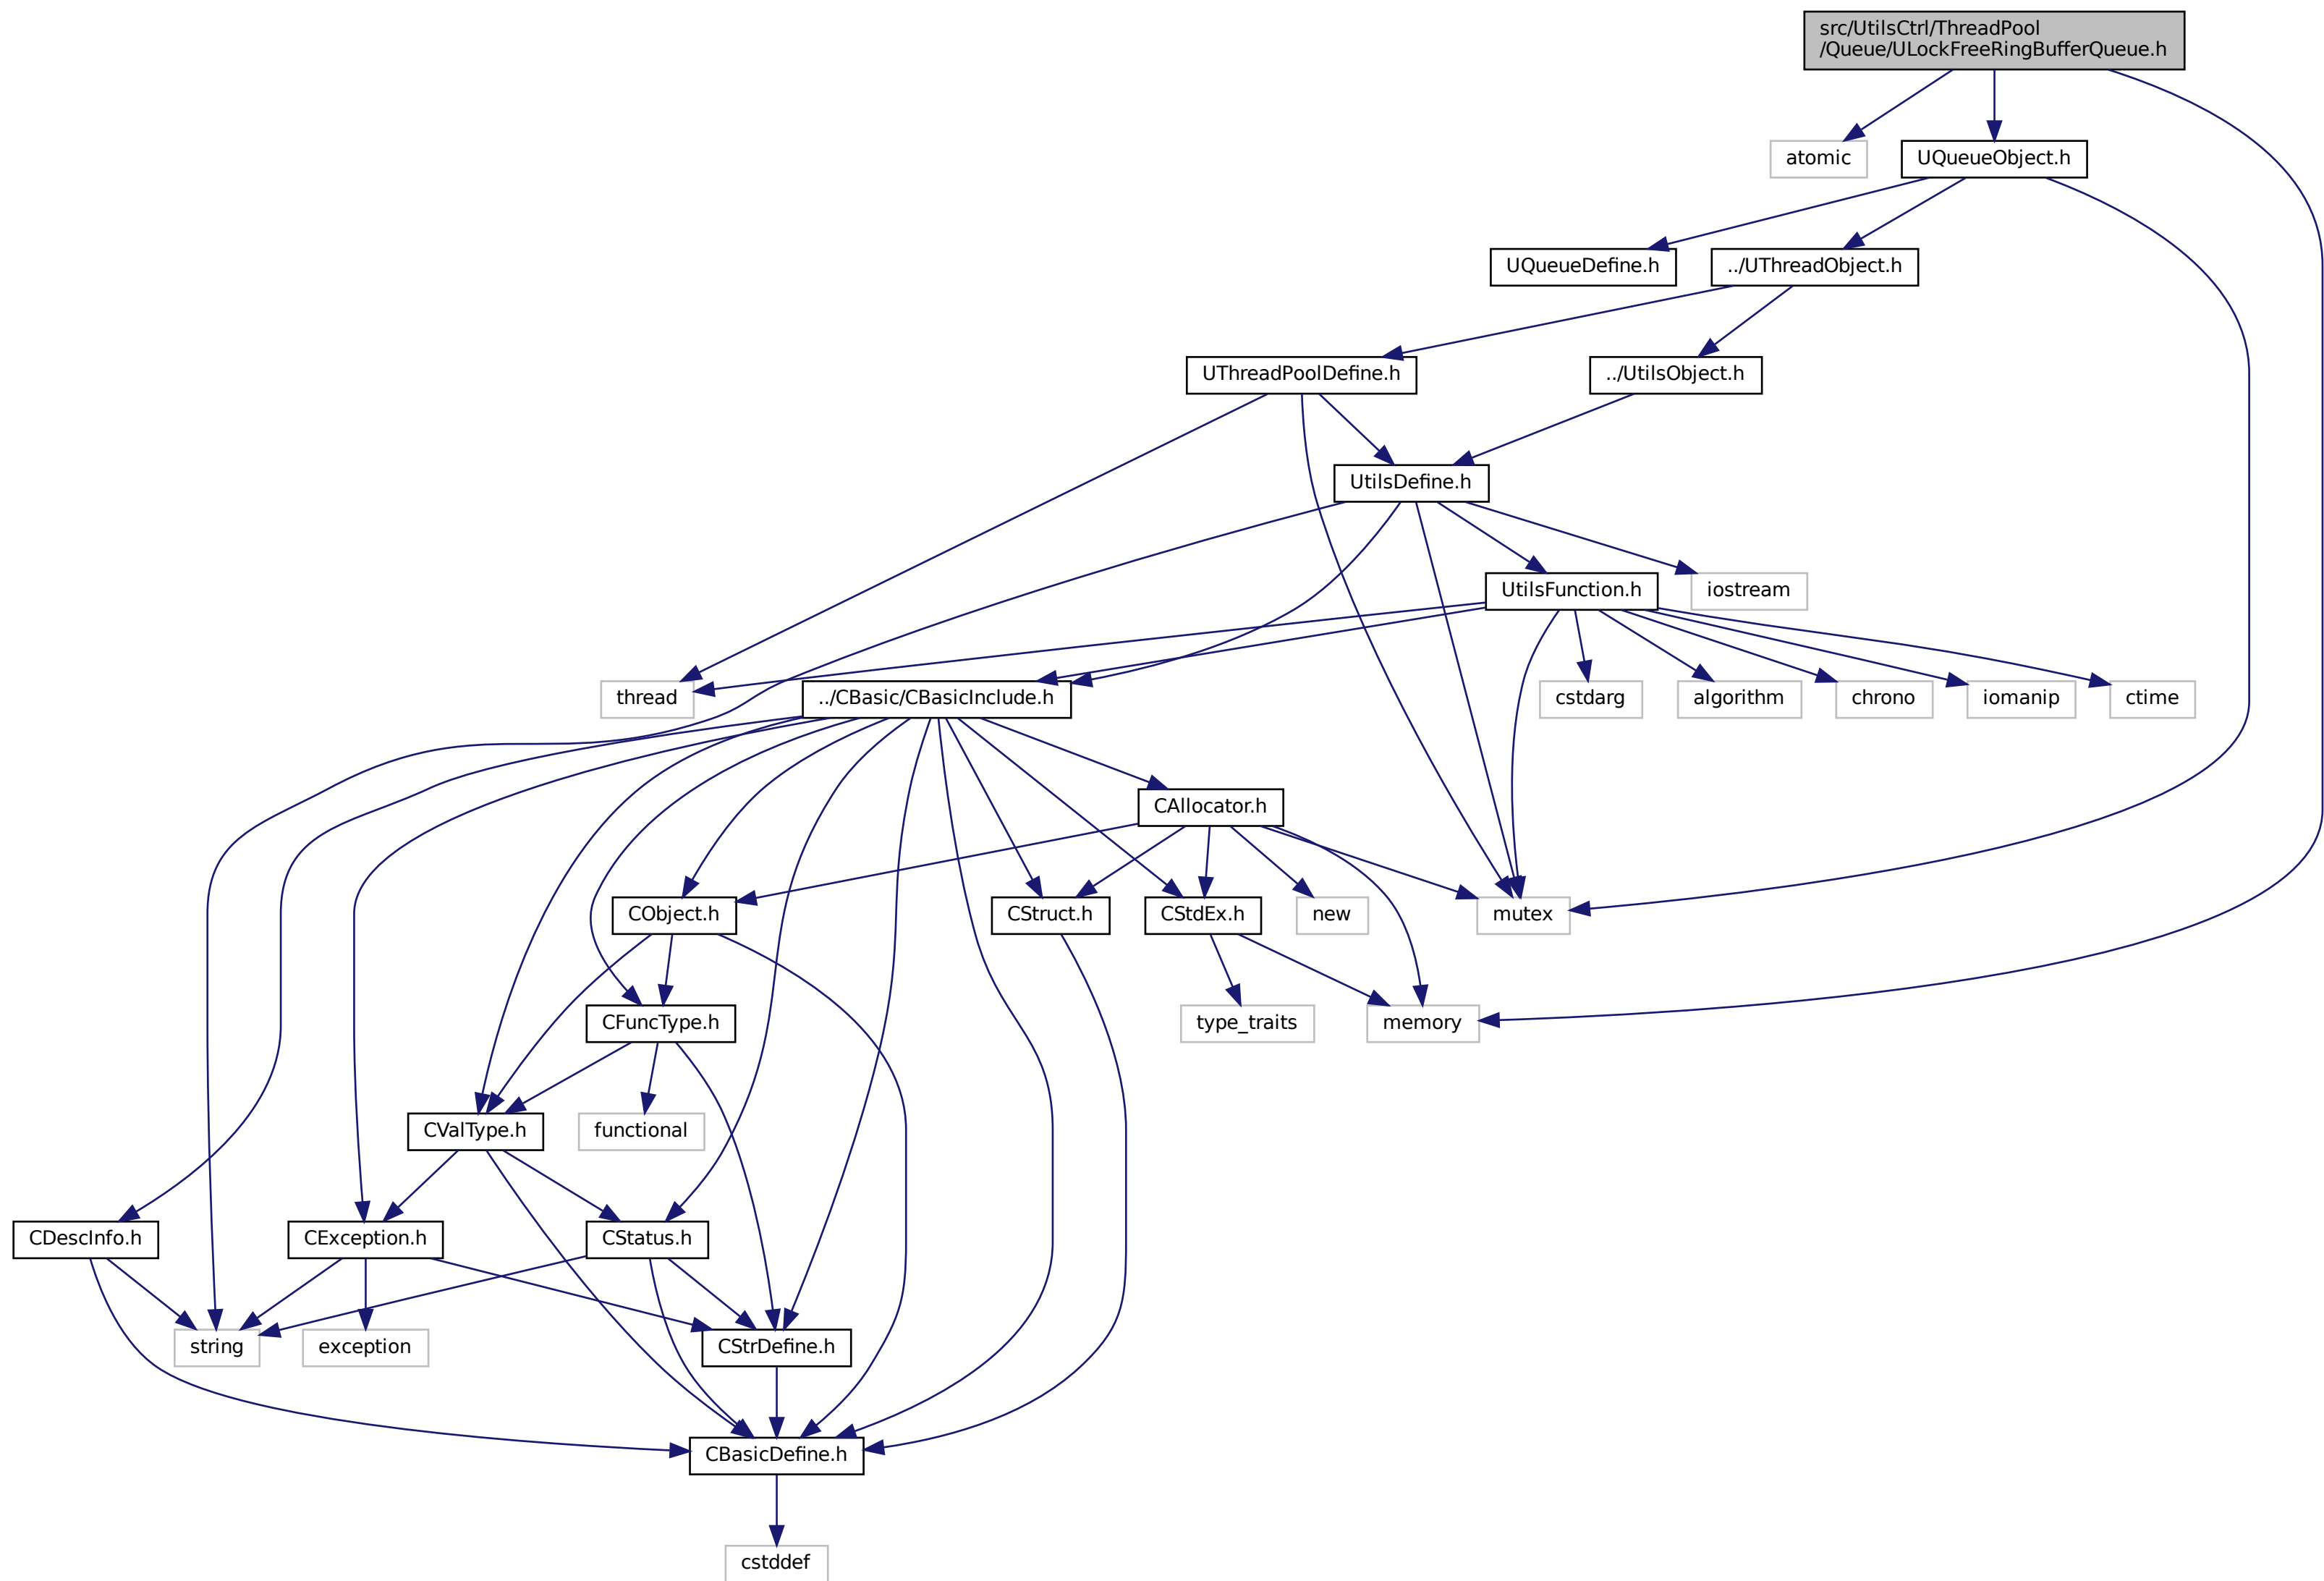 src/UtilsCtrl/ThreadPool
/Queue/ULockFreeRingBufferQueue.h
atomic
UQueueObject.h
UQueueDefine.h
../UThreadObject.h
UThreadPoolDefine.h
../UtilsObject.h
UtilsDefine.h
UtilsFunction.h
iostream
thread
../CBasic/CBasicInclude.h
cstdarg
algorithm
chrono
iomanip
ctime
CAllocator.h
CObject.h
CStruct.h
CStdEx.h
new
mutex
CFuncType.h
type_traits
memory
CValType.h
functional
CDescInfo.h
CException.h
CStatus.h
string
exception
CStrDefine.h
CBasicDefine.h
cstddef